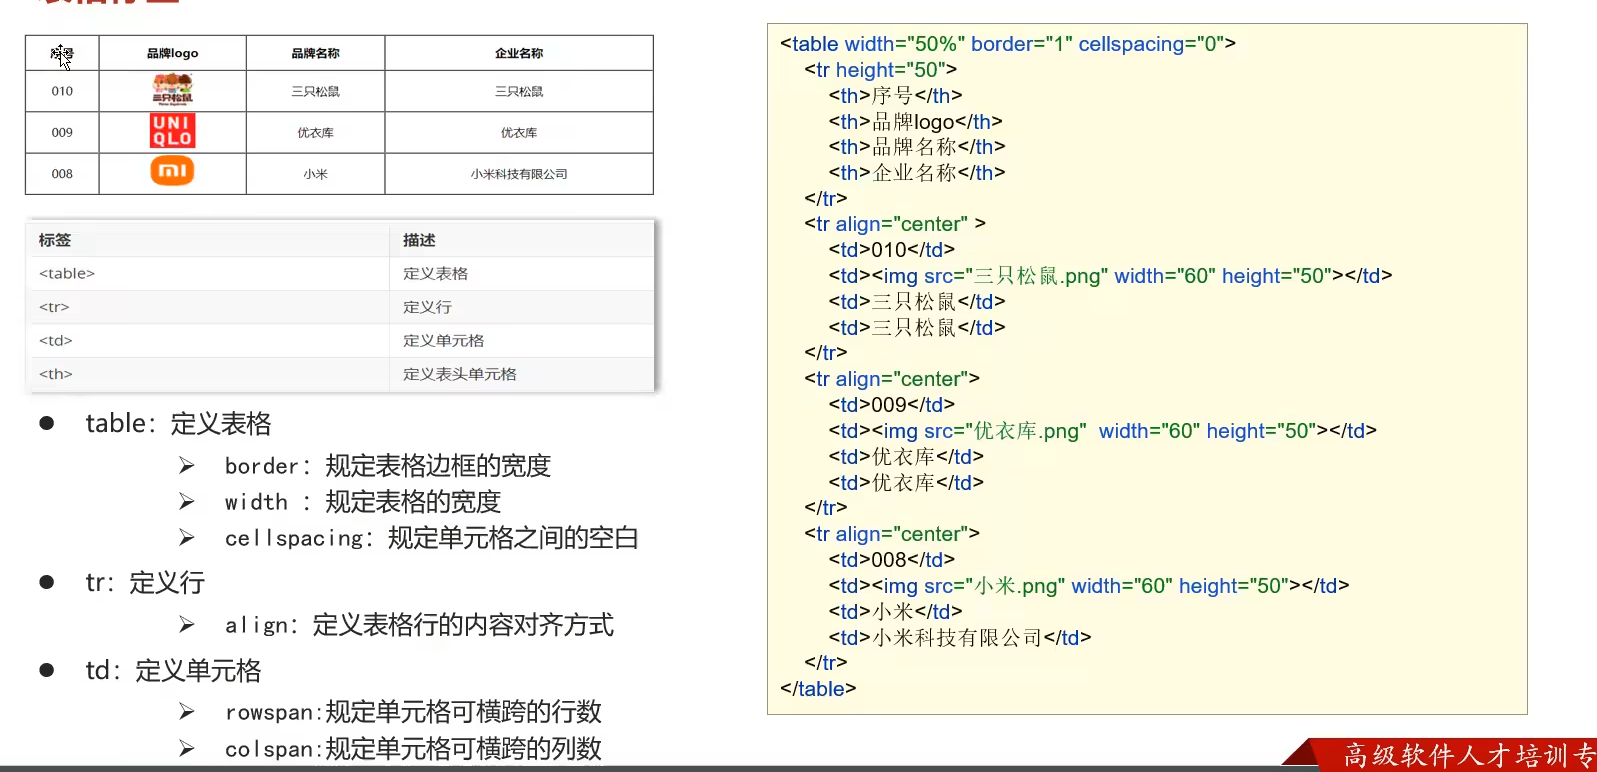 序号 品牌logo 品牌名称 企业名称
010 三只松鼠 三只松鼠 三只松鼠
009 UNI QLO 优衣库 优衣库
008 mi 小米 小米科技有限公司
标签 描述
<table> 定义表格
<tr> 定义行
<td> 定义单元格
<th> 定义表头单元格
● table：定义表格
➢ border：规定表格边框的宽度
➢ width ：规定表格的宽度
➢ cellspacing：规定单元格之间的空白
● tr：定义行
➢ align：定义表格行的内容对齐方式
● td：定义单元格
➢ rowspan:规定单元格可横跨的行数
➢ colspan:规定单元格可横跨的列数
<table width="50%" border="1" cellspacing="0">
<tr height="50">
<th>序号</th>
<th>品牌logo</th>
<th>品牌名称</th>
<th>企业名称</th>
</tr>
<tr align="center" >
<td>010</td>
<td><img src="三只松鼠.png" width="60" height="50"></td>
<td>三只松鼠</td>
<td>三只松鼠</td>
</tr>
<tr align="center">
<td>009</td>
<td><img src="优衣库.png"  width="60" height="50"></td>
<td>优衣库</td>
<td>优衣库</td>
</tr>
<tr align="center">
<td>008</td>
<td><img src="小米.png" width="60" height="50"></td>
<td>小米</td>
<td>小米科技有限公司</td>
</tr>
</table>
高级软件人才培训专